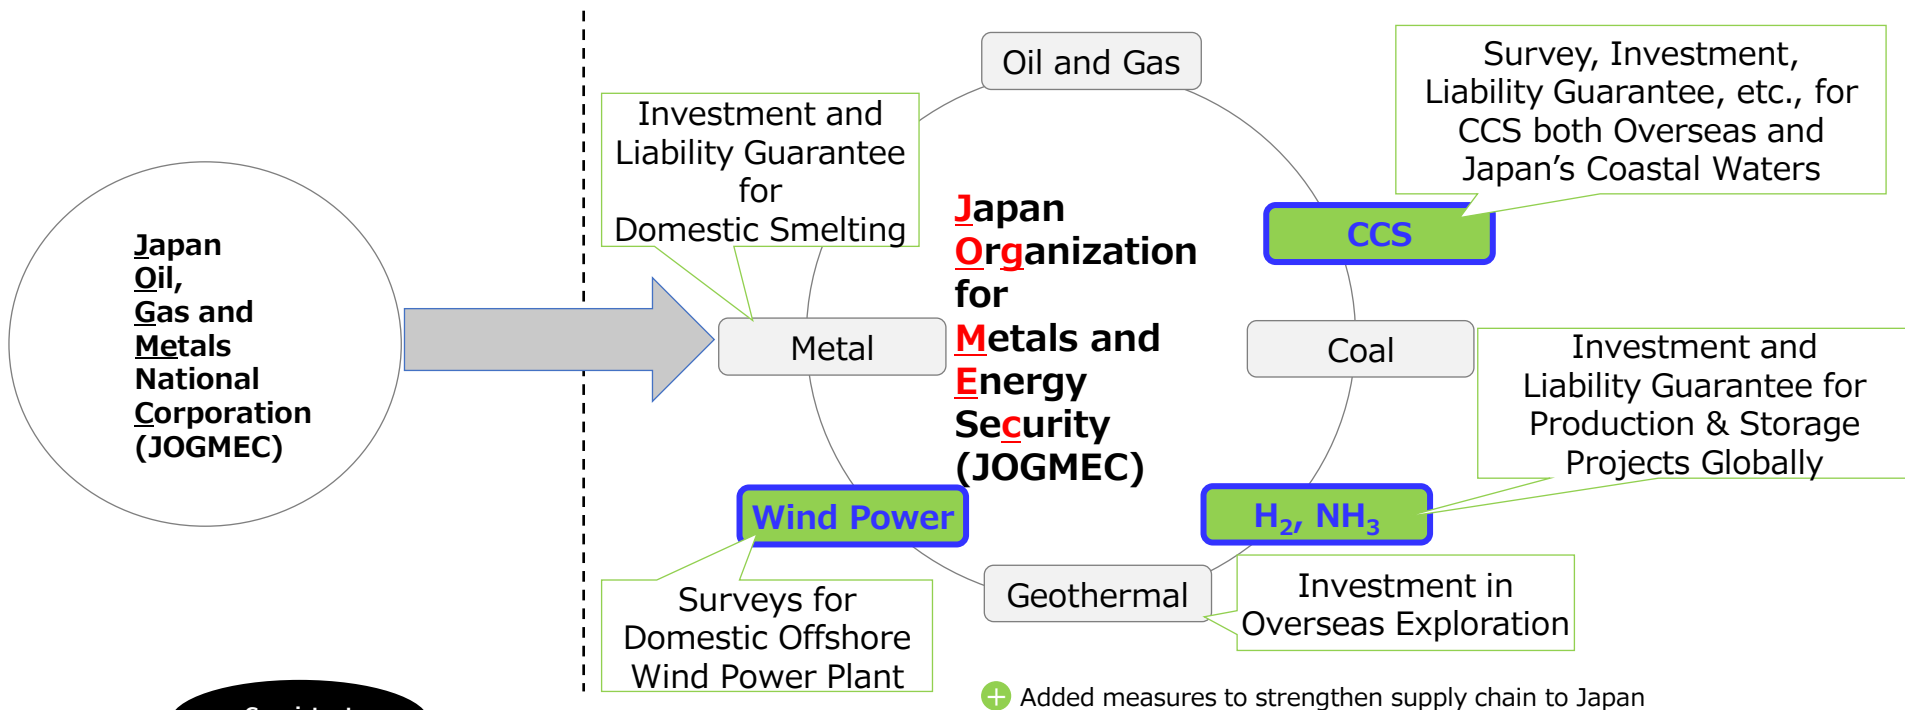 Japan
Oil,
Gas and
Metals
National
Corporation
(JOGMEC)
Oil and Gas
Investment and
Liability Guarantee
for
Domestic Smelting
Survey, Investment,
Liability Guarantee, etc., for
CCS both Overseas and
Japan’s Coastal Waters
Japan
Organization
for
Metals and
Energy
Security
(JOGMEC)
CCS
Metal
Coal
Investment and
Liability Guarantee for
Production & Storage
Projects Globally
Wind Power
H₂, NH₃
Surveys for
Domestic Offshore
Wind Power Plant
Geothermal
Investment in
Overseas Exploration
+ Added measures to strengthen supply chain to Japan